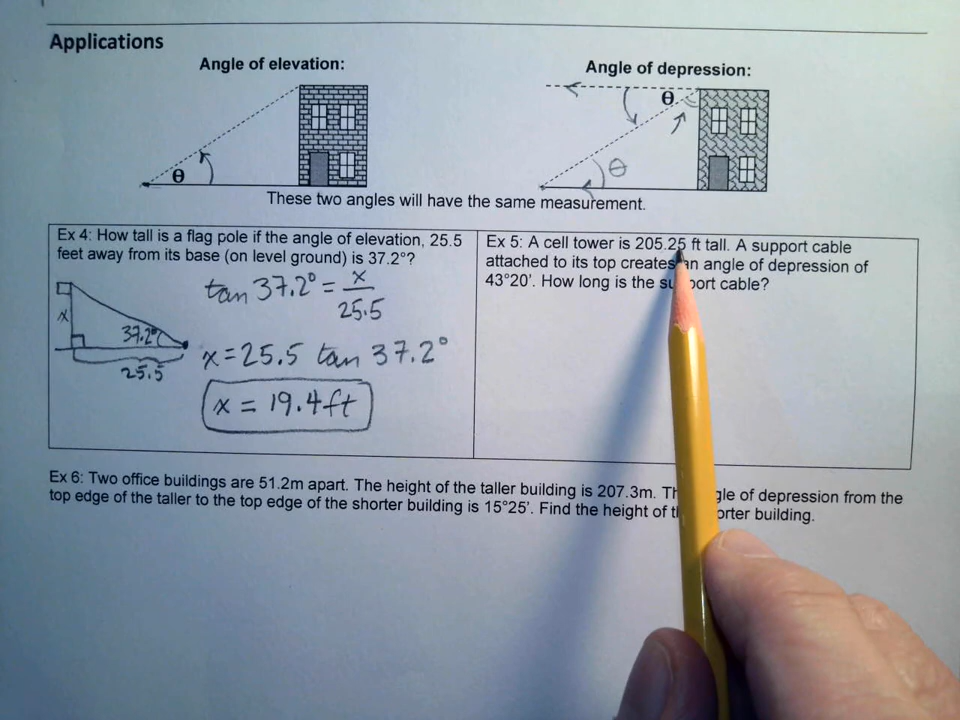 Applications
Angle of elevation:
Angle of depression:
θ
θ
θ
These two angles will have the same measurement.
Ex 4: How tall is a flag pole if the angle of elevation, 25.5
feet away from its base (on level ground) is 37.2°?
tan 37.2° = x
25.5
x
37.2°
25.5
x = 25.5 tan 37.2°
x = 19.4 ft
Ex 5: A cell tower is 205.25 ft tall. A support cable
attached to its top creates an angle of depression of
43°20'. How long is the support cable?
Ex 6: Two office buildings are 51.2m apart. The height of the taller building is 207.3m. The angle of depression from the
top edge of the taller to the top edge of the shorter building is 15°25'. Find the height of the shorter building.